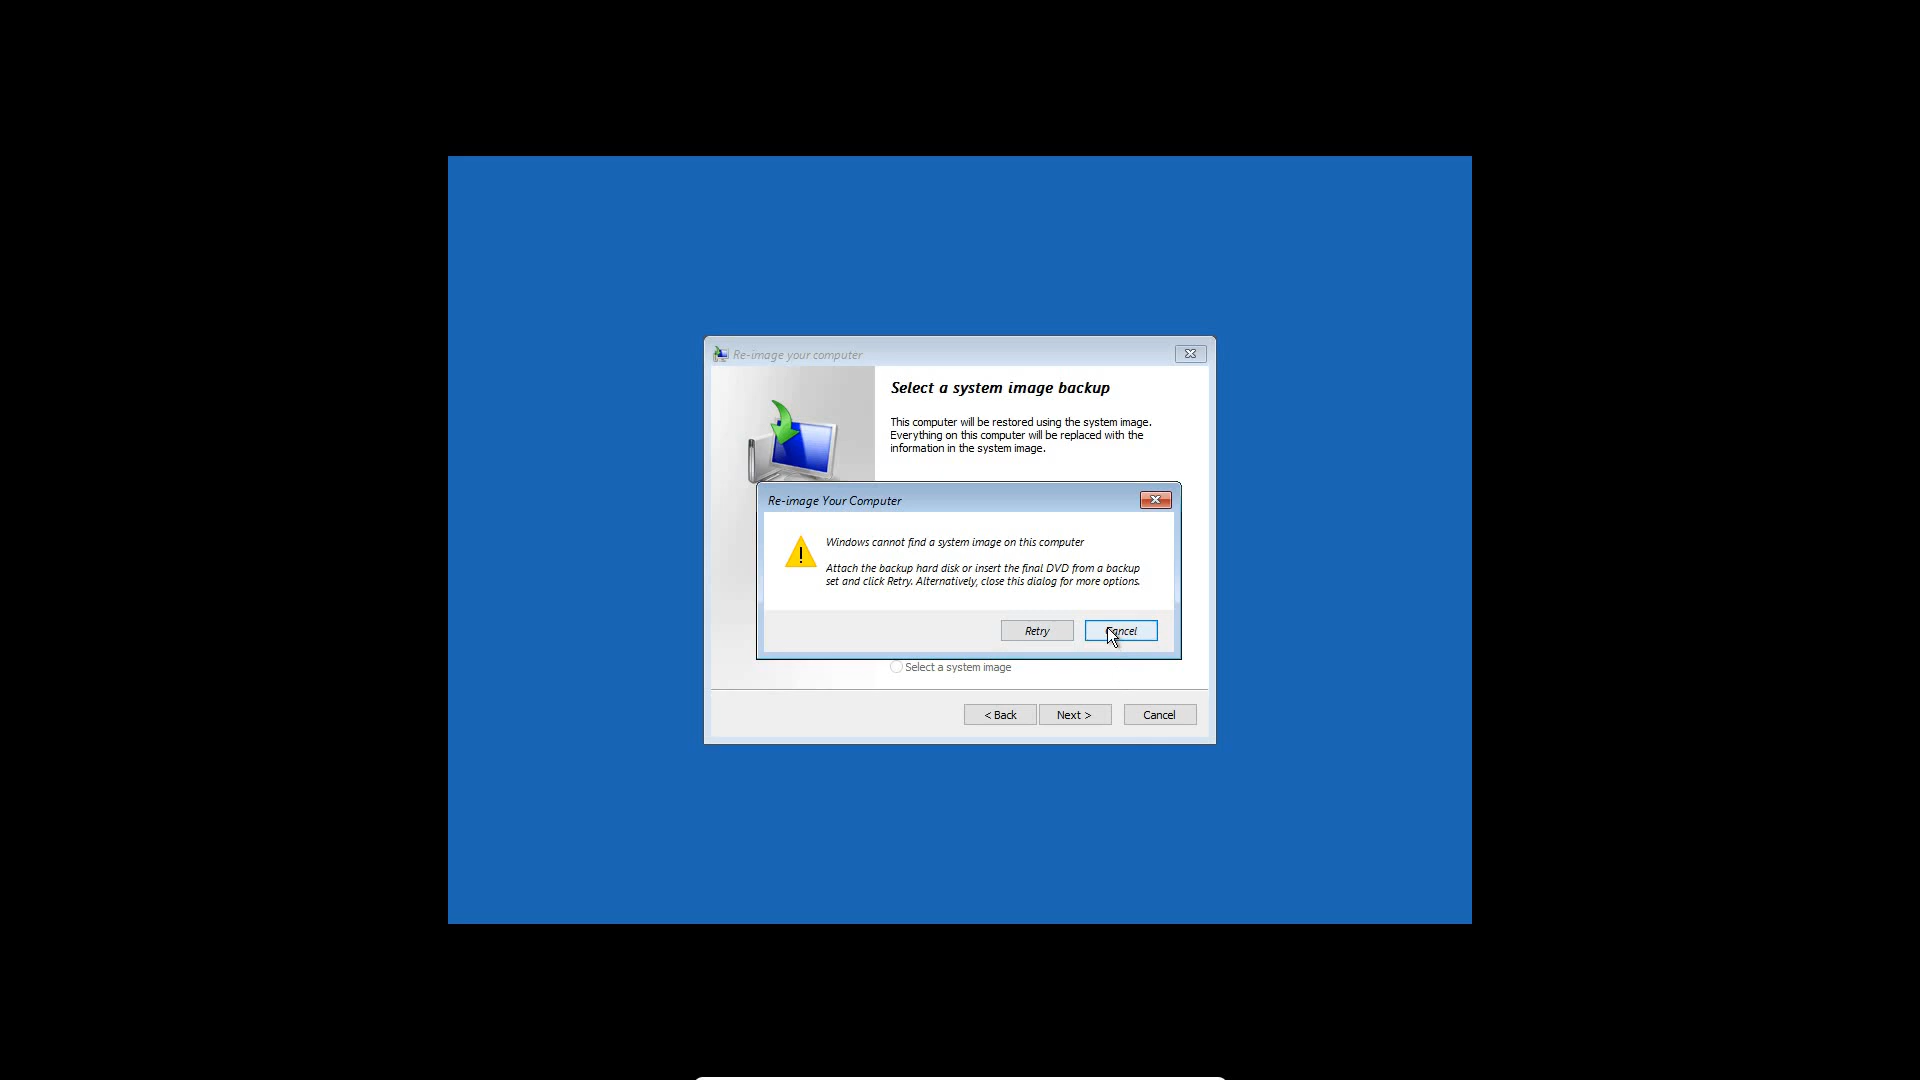 Re-image your computer
Select a system image backup
This computer will be restored using the system image.
Everything on this computer will be replaced with the
information in the system image.
Re-image Your Computer
Windows cannot find a system image on this computer
Attach the backup hard disk or insert the final DVD from a backup
set and click Retry. Alternatively, close this dialog for more options.
Retry
Cancel
Select a system image
< Back
Next >
Cancel